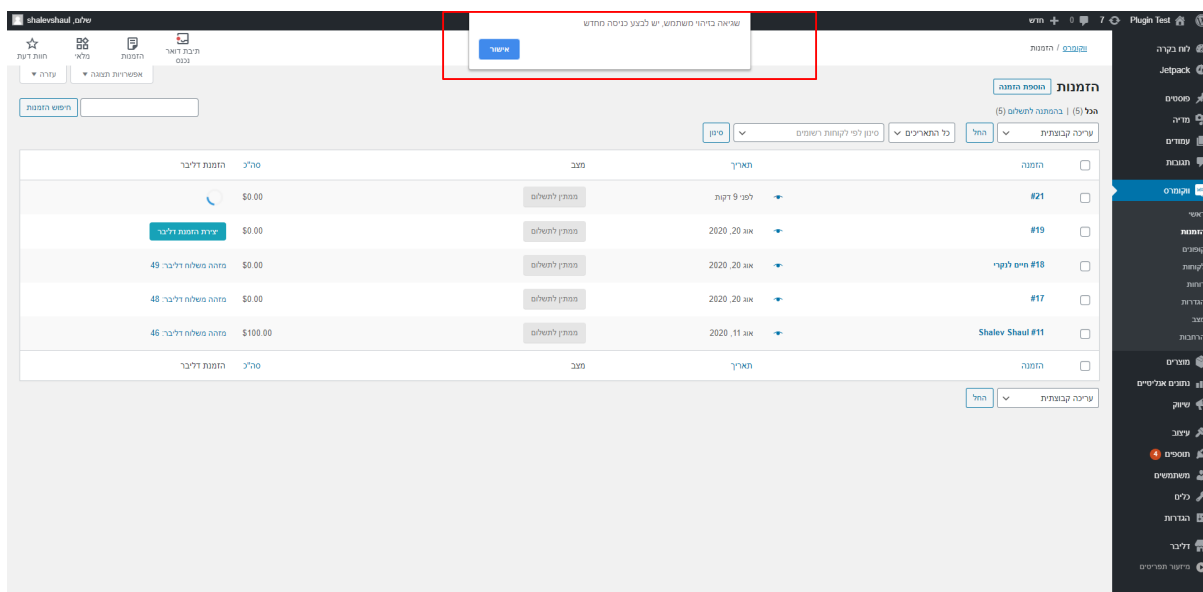 שגיאה בזיהוי משתמש, יש לבצע כניסה מחדש
אישור
Plugin Test
7
0
חדש
שלום, shalevshaul
ווקומרס / הזמנות
תיבת דואר נכנס
הזמנות
מלאי
חוות דעת
אפשרויות תצוגה
עזרה
הזמנות
הוספת הזמנה
הכל (5) | בהמתנה לתשלום (5)
חיפוש הזמנות
עריכה קבוצתית
החל
כל התאריכים
סינון לפי לקוחות רשומים
סינון
הזמנה תאריך מצב סה"כ הזמנת דליבר
#21 לפני 9 דקות ממתין לתשלום $0.00
#19 אוג 20, 2020 ממתין לתשלום $0.00 יצירת הזמנת דליבר
#18 חיים לנקרי אוג 20, 2020 ממתין לתשלום $0.00 מזהה משלוח דליבר: 49
#17 אוג 20, 2020 ממתין לתשלום $0.00 מזהה משלוח דליבר: 48
#11 Shalev Shaul אוג 11, 2020 ממתין לתשלום $100.00 מזהה משלוח דליבר: 46
הזמנה תאריך מצב סה"כ הזמנת דליבר
עריכה קבוצתית
החל
לוח בקרה
Jetpack
פוסטים
מדיה
עמודים
תגובות
ווקומרס
הזמנות
קופונים
לקוחות
דוחות
הגדרות
מצב
הרחבות
מוצרים
נתונים אנליטיים
שיווק
עיצוב
תוספים 4
משתמשים
כלים
הגדרות
דליבר
מיזעור תפריטים